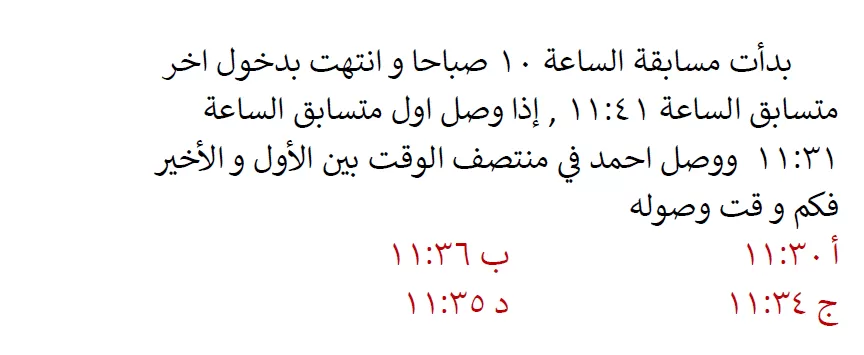 بدأت مسابقة الساعة ١٠ صباحا و انتهت بدخول اخر
متسابق الساعة ١١:٤١ , إذا وصل اول متسابق الساعة
١١:٣١ ووصل احمد في منتصف الوقت بين الأول و الأخير
فكم و قت وصوله
أ ١١:٣٠ ب ١١:٣٦
ج ١١:٣٤ د ١١:٣٥